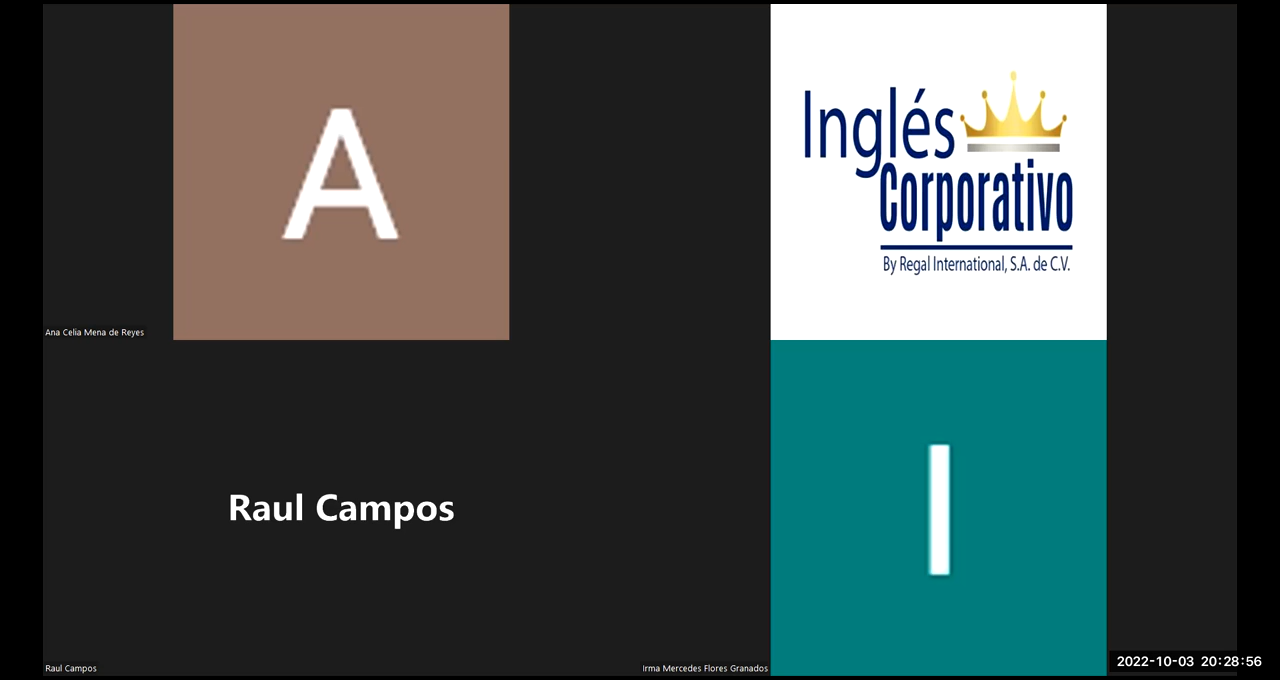 A
Ana Celia Mena de Reyes
Inglés
Corporativo
By Regal International, S.A. de C.V.
Raul Campos
Raul Campos
I
Irma Mercedes Flores Granados
2022-10-03 20:28:56